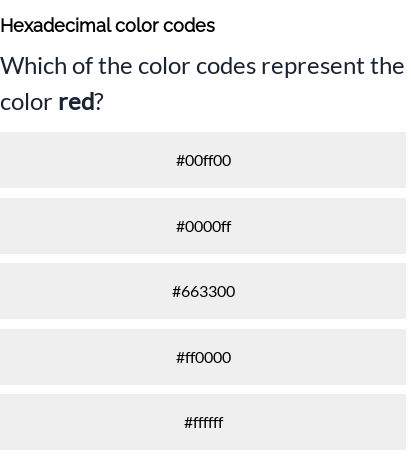 Hexadecimal color codes
Which of the color codes represent the
color red?
#00ff00
#0000ff
#663300
#ff0000
#ffffff